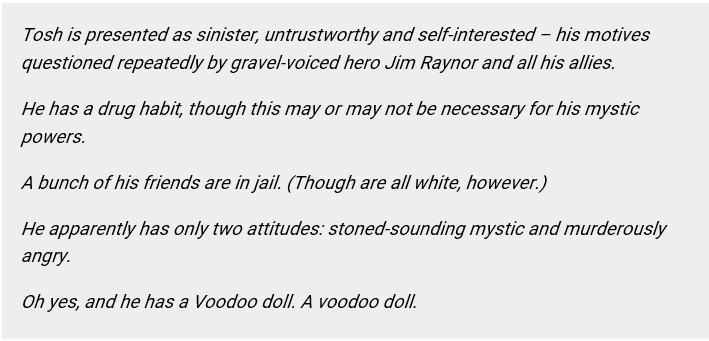 Tosh is presented as sinister, untrustworthy and self-interested – his motives
questioned repeatedly by gravel-voiced hero Jim Raynor and all his allies.
He has a drug habit, though this may or may not be necessary for his mystic
powers.
A bunch of his friends are in jail. (Though are all white, however.)
He apparently has only two attitudes: stoned-sounding mystic and murderously
angry.
Oh yes, and he has a Voodoo doll. A voodoo doll.